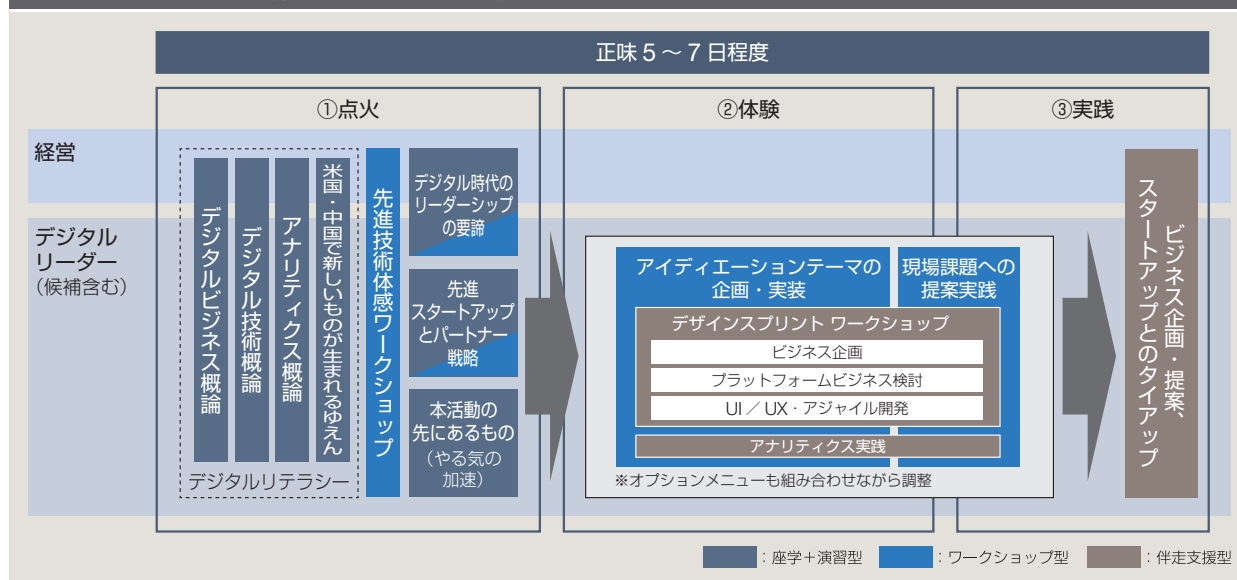 正味 5 ～ 7 日程度
①点火
②体験
③実践
経営
デジタル
リーダー
（候補含む）
デジタルビジネス概論
デジタル技術概論
アナリティクス概論
米国・中国で新しいものが生まれるゆえん
デジタルリテラシー
先進技術体感ワークショップ
デジタル時代の
リーダーシップ
の要諦
先進
スタートアップ
とパートナー
戦略
本活動の
先にあるもの
（やる気の
加速）
アイディエーションテーマの
企画・実装
現場課題への
提案実践
デザインスプリント ワークショップ
ビジネス企画
プラットフォームビジネス検討
UI ／ UX・アジャイル開発
アナリティクス実践
※オプションメニューも組み合わせながら調整
ビジネス企画・提案、
スタートアップとのタイアップ
：座学＋演習型
：ワークショップ型
：伴走支援型